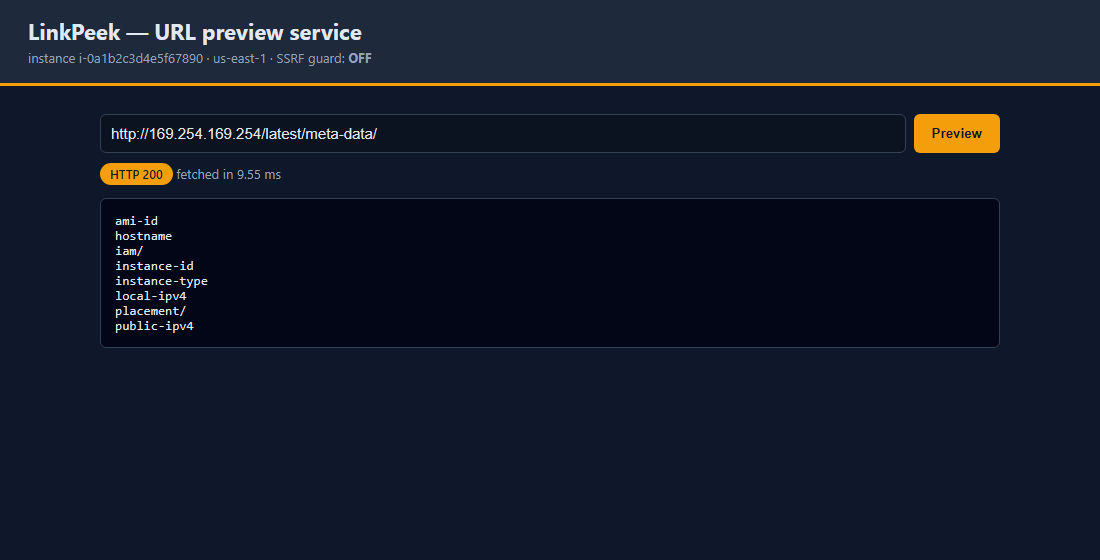 LinkPeek — URL preview service
instance i-0a1b2c3d4e5f67890 · us-east-1 · SSRF guard: OFF
http://169.254.169.254/latest/meta-data/
Preview
HTTP 200 fetched in 9.55 ms
ami-id
hostname
iam/
instance-id
instance-type
local-ipv4
placement/
public-ipv4